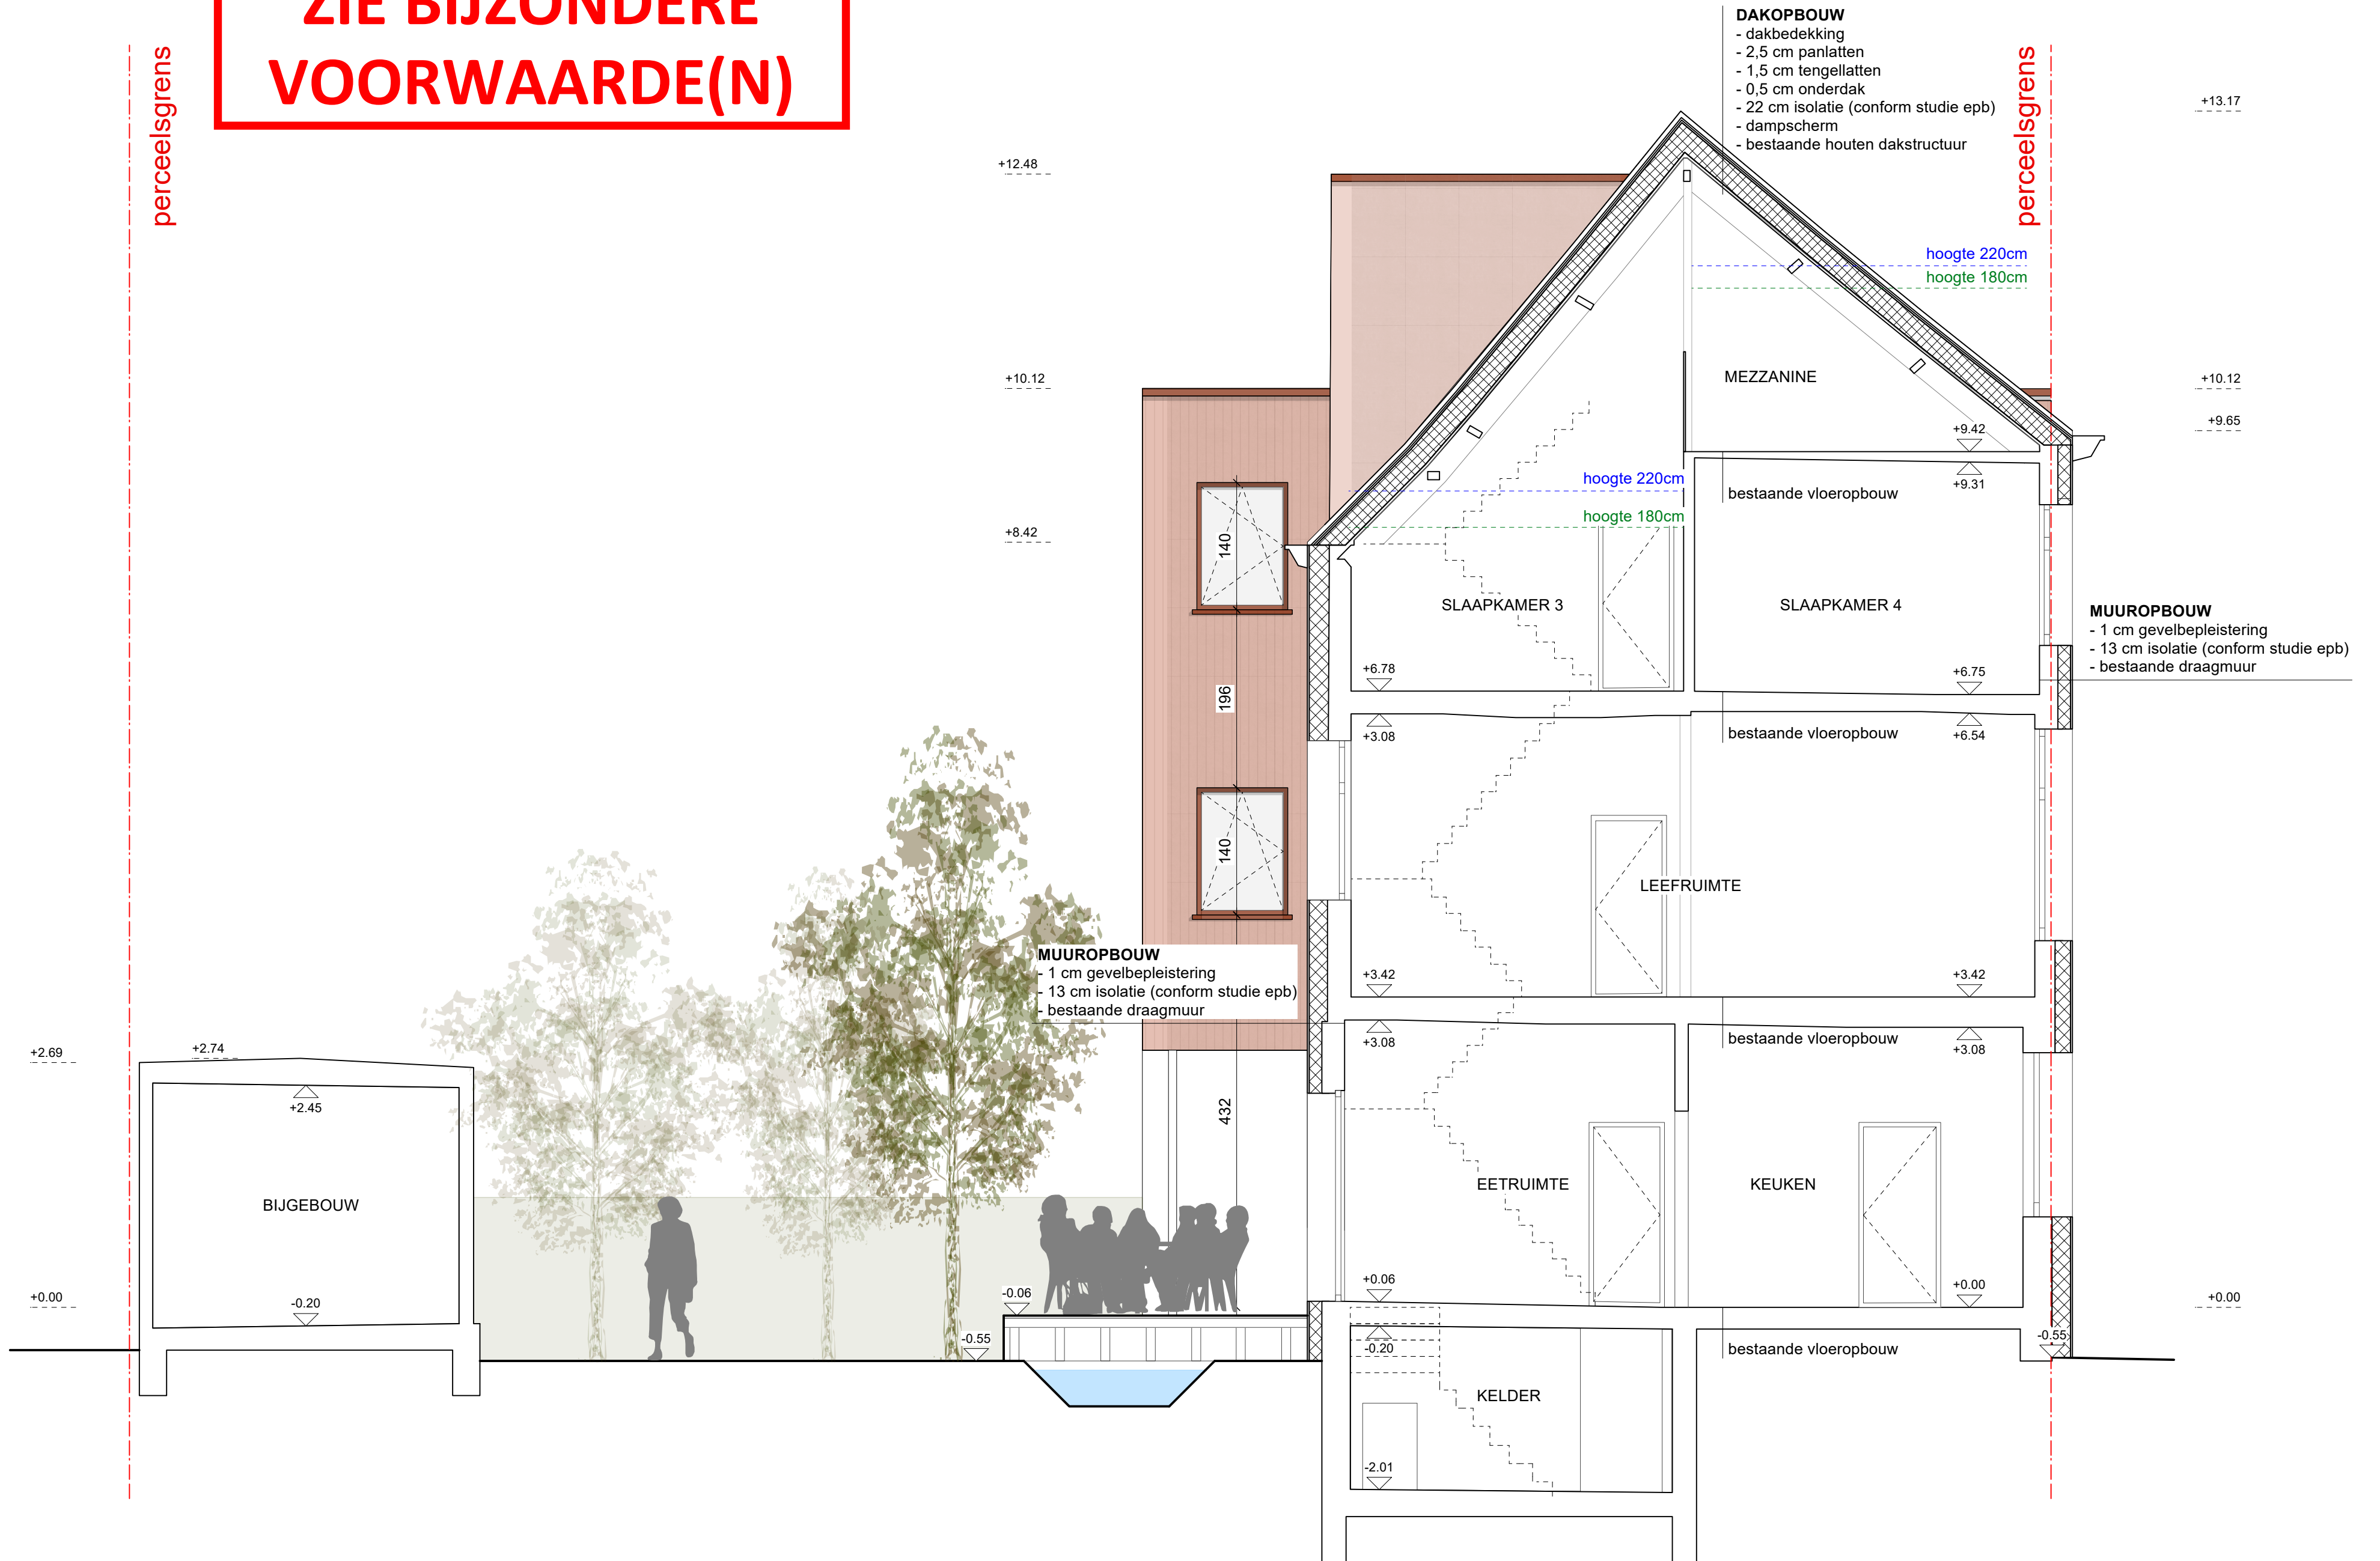 ZIE BIJZONDERE
VOORWAARDE(N)
perceelsgrens
DAKOPBOUW
- dakbedekking
- 2,5 cm panlatten
- 1,5 cm tengellatten
- 0,5 cm onderdak
- 22 cm isolatie (conform studie epb)
- dampscherm
- bestaande houten dakstructuur
perceelsgrens
+13.17
+12.48
hoogte 220cm
hoogte 180cm
MEZZANINE
+10.12
+10.12
+9.65
+9.42
hoogte 220cm
bestaande vloeropbouw
+9.31
hoogte 180cm
+8.42
140
SLAAPKAMER 3
SLAAPKAMER 4
MUUROPBOUW
- 1 cm gevelbepleistering
- 13 cm isolatie (conform studie epb)
- bestaande draagmuur
+6.78
+6.75
196
+3.08
bestaande vloeropbouw
+6.54
140
LEEFRUIMTE
MUUROPBOUW
- 1 cm gevelbepleistering
- 13 cm isolatie (conform studie epb)
- bestaande draagmuur
+3.42
+3.42
+3.08
bestaande vloeropbouw
+3.08
+2.69
+2.74
+2.45
432
BIJGEBOUW
EETRUIMTE
KEUKEN
+0.00
-0.20
-0.06
+0.06
+0.00
+0.00
-0.55
-0.20
bestaande vloeropbouw
-0.55
KELDER
-2.01